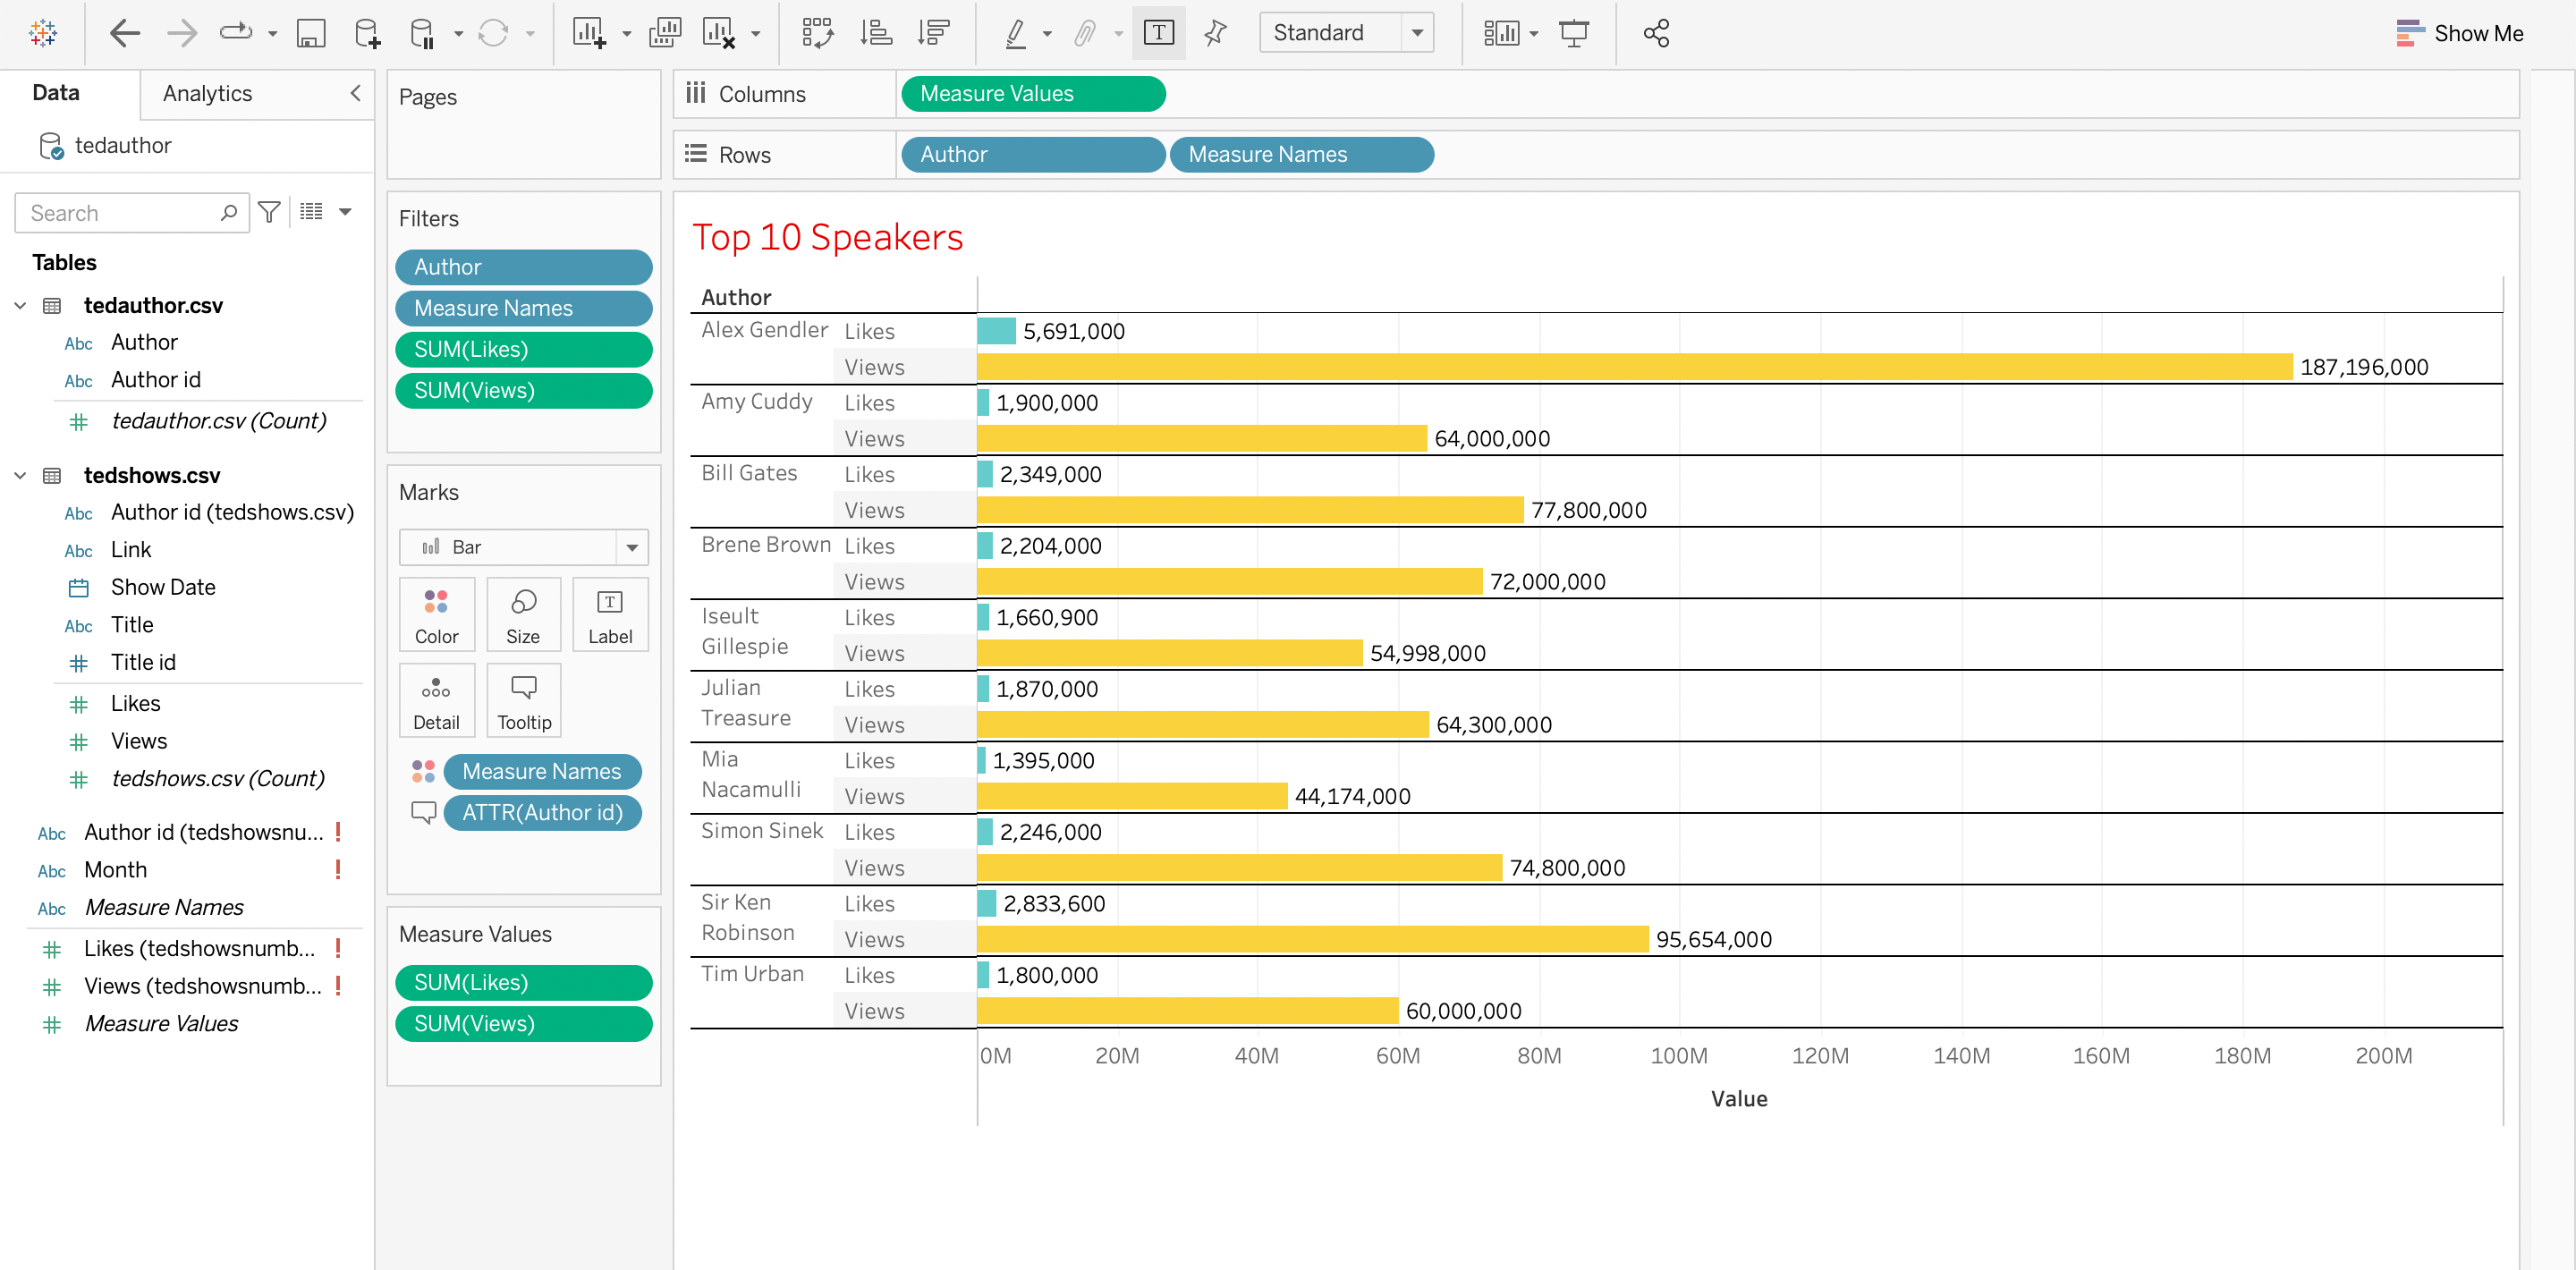 Standard
Show Me
Data
Analytics
tedauthor
Search
Tables
tedauthor.csv
Abc Author
Abc Author id
tedauthor.csv (Count)
tedshows.csv
Abc Author id (tedshows.csv)
Abc Link
Show Date
Abc Title
Title id
Likes
Views
tedshows.csv (Count)
Abc Author id (tedshowsnu... !
Abc Month !
Abc Measure Names
Likes (tedshowsnumb... !
Views (tedshowsnumb... !
Measure Values
Pages
Filters
Author
Measure Names
SUM(Likes)
SUM(Views)
Marks
Bar
Color
Size
T
Label
Detail
Tooltip
Measure Names
ATTR(Author id)
Measure Values
SUM(Likes)
SUM(Views)
Columns
Measure Values
Rows
Author
Measure Names
T
Top 10 Speakers
Author
Alex Gendler Likes 5,691,000
Views 187,196,000
Amy Cuddy Likes 1,900,000
Views 64,000,000
Bill Gates Likes 2,349,000
Views 77,800,000
Brene Brown Likes 2,204,000
Views 72,000,000
Iseult Likes 1,660,900
Gillespie Views 54,998,000
Julian Likes 1,870,000
Treasure Views 64,300,000
Mia Likes 1,395,000
Nacamulli Views 44,174,000
Simon Sinek Likes 2,246,000
Views 74,800,000
Sir Ken Likes 2,833,600
Robinson Views 95,654,000
Tim Urban Likes 1,800,000
Views 60,000,000
0M 20M 40M 60M 80M 100M 120M 140M 160M 180M 200M
Value